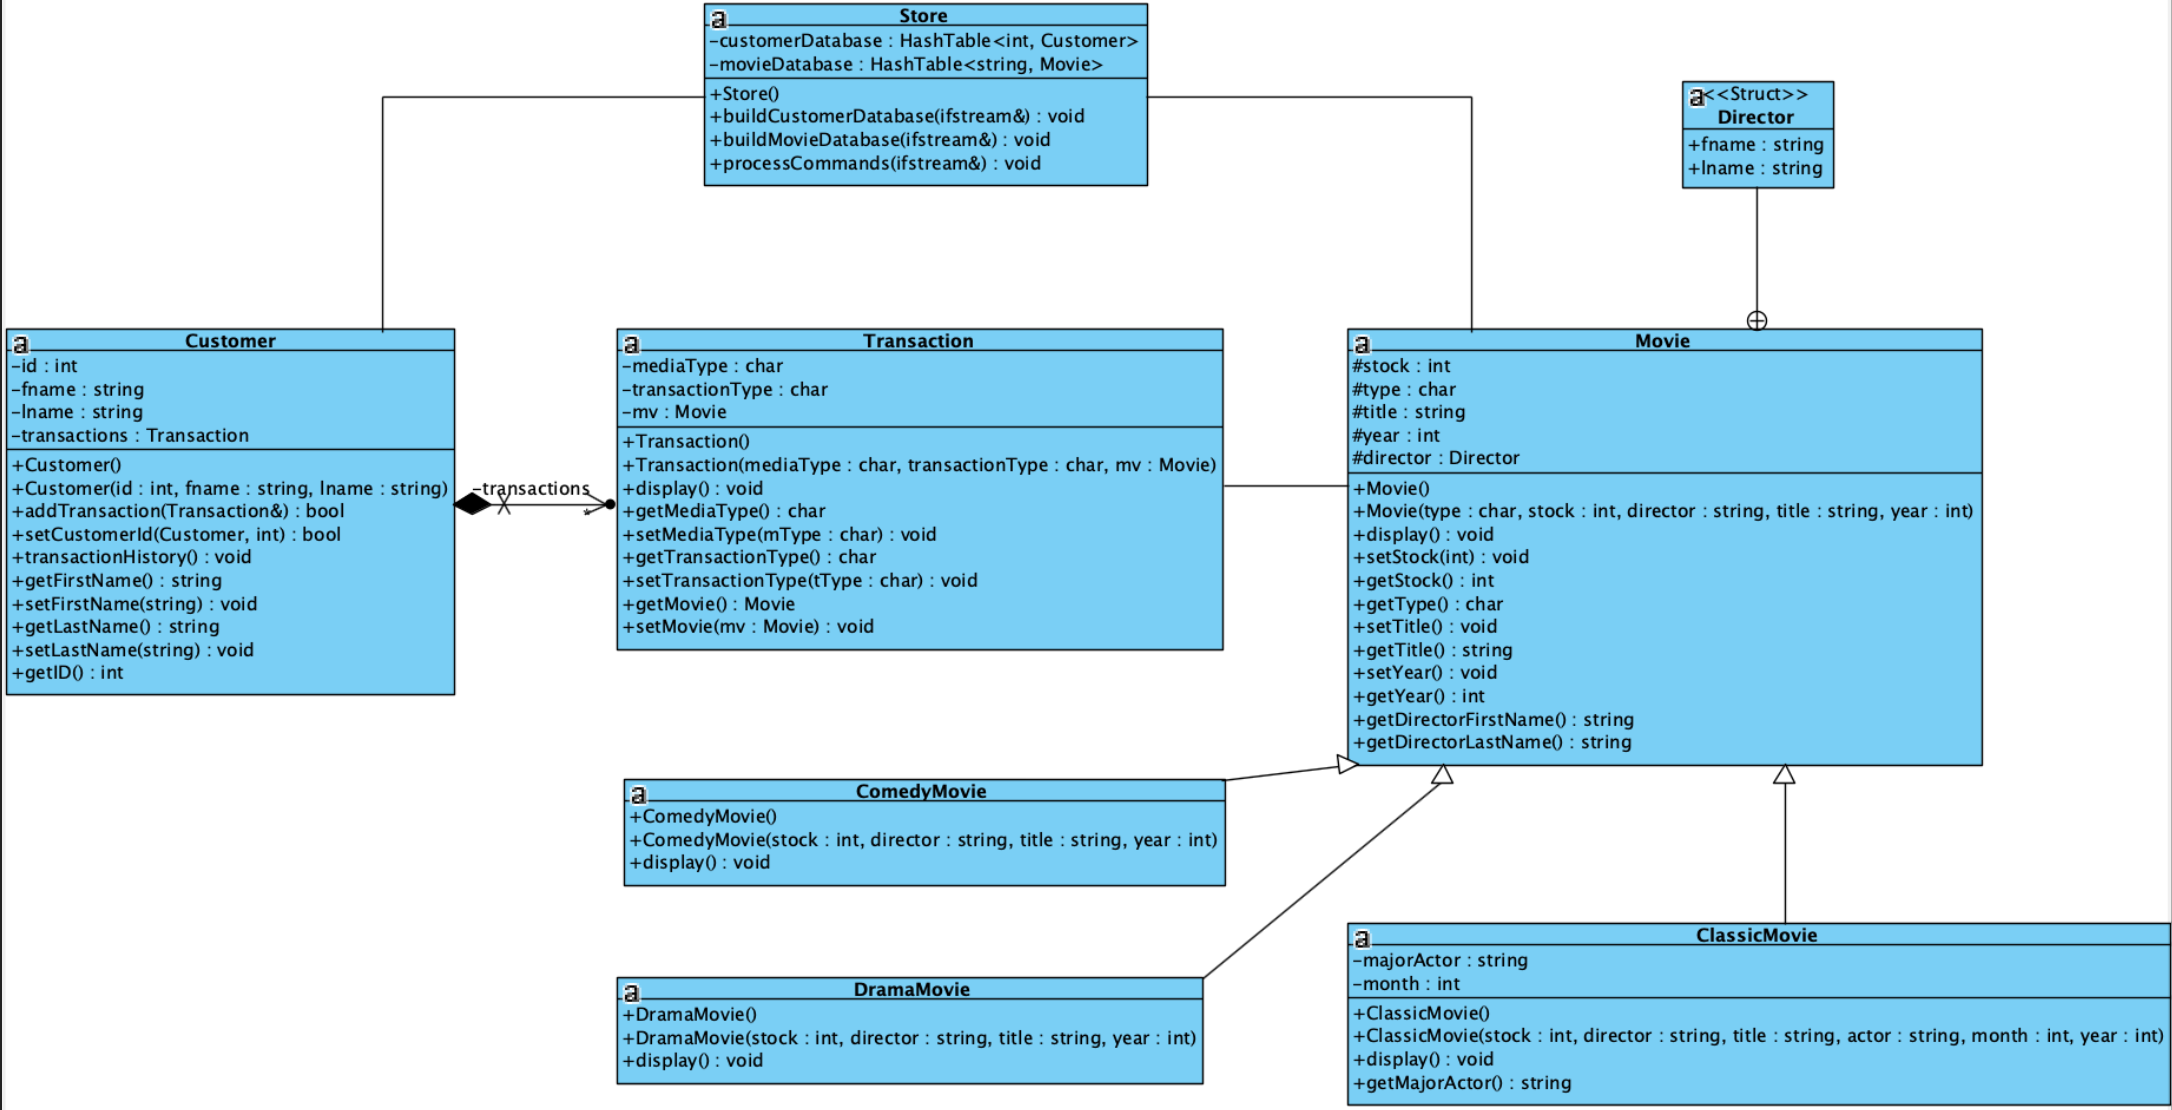 Store
-customerDatabase : HashTable<int, Customer>
-movieDatabase : HashTable<string, Movie>
+Store()
+buildCustomerDatabase(ifstream&) : void
+buildMovieDatabase(ifstream&) : void
+processCommands(ifstream&) : void
<<Struct>>
Director
+fname : string
+lname : string
Customer
-id : int
-fname : string
-lname : string
-transactions : Transaction
+Customer()
+Customer(id : int, fname : string, lname : string)
+addTransaction(Transaction&) : bool
+setCustomerId(Customer, int) : bool
+transactionHistory() : void
+getFirstName() : string
+setFirstName(string) : void
+getLastName() : string
+setLastName(string) : void
+getID() : int
-transactions
*
Transaction
-mediaType : char
-transactionType : char
-mv : Movie
+Transaction()
+Transaction(mediaType : char, transactionType : char, mv : Movie)
+display() : void
+getMediaType() : char
+setMediaType(mType : char) : void
+getTransactionType() : char
+setTransactionType(tType : char) : void
+getMovie() : Movie
+setMovie(mv : Movie) : void
Movie
#stock : int
#type : char
#title : string
#year : int
#director : Director
+Movie()
+Movie(type : char, stock : int, director : string, title : string, year : int)
+display() : void
+setStock(int) : void
+getStock() : int
+getType() : char
+setTitle() : void
+getTitle() : string
+setYear() : void
+getYear() : int
+getDirectorFirstName() : string
+getDirectorLastName() : string
ComedyMovie
+ComedyMovie()
+ComedyMovie(stock : int, director : string, title : string, year : int)
+display() : void
DramaMovie
+DramaMovie()
+DramaMovie(stock : int, director : string, title : string, year : int)
+display() : void
ClassicMovie
-majorActor : string
-month : int
+ClassicMovie()
+ClassicMovie(stock : int, director : string, title : string, actor : string, month : int, year : int)
+display() : void
+getMajorActor() : string